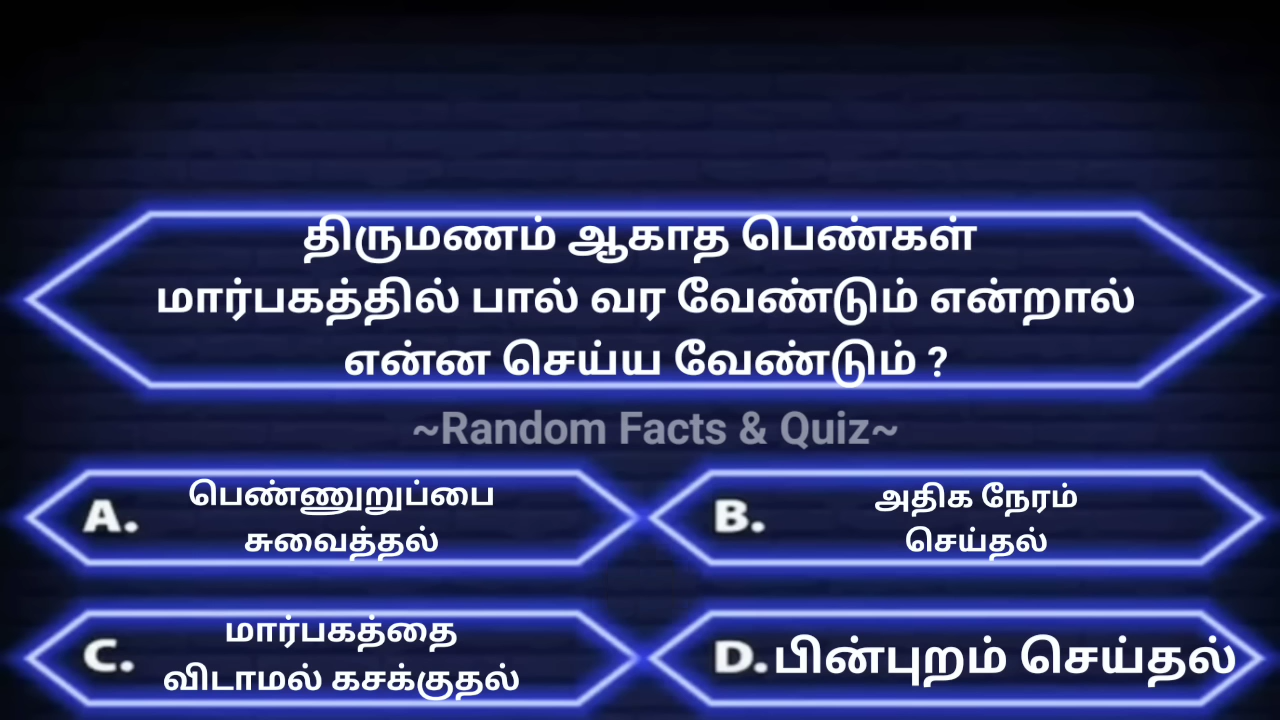 திருமணம் ஆகாத பெண்கள்
மார்பகத்தில் பால் வர வேண்டும் என்றால்
என்ன செய்ய வேண்டும் ?
~Random Facts & Quiz~
A. பெண்ணுறுப்பை
சுவைத்தல்
B. அதிக நேரம்
செய்தல்
C. மார்பகத்தை
விடாமல் கசக்குதல்
D. பின்புறம் செய்தல்